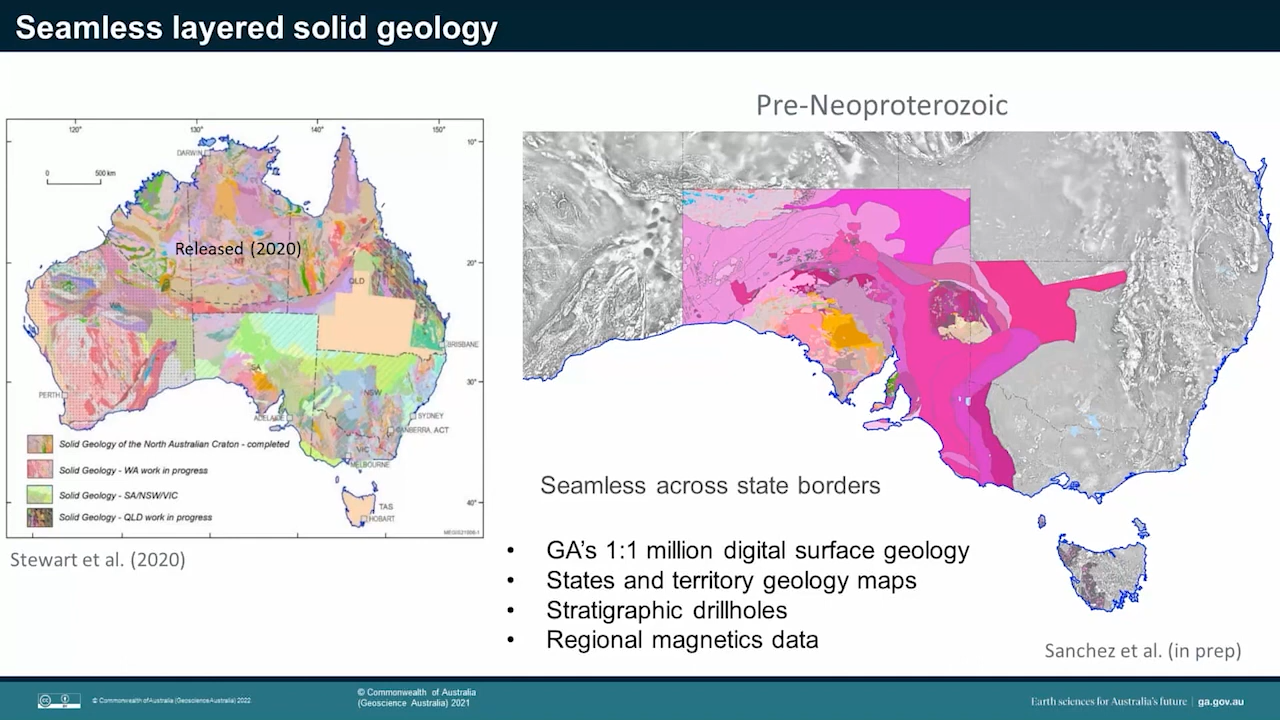 Seamless layered solid geology
Pre-Neoproterozoic
120° 130° 140° 150°
10°
DARWIN
0 500 km
Released (2020)
NT
20°
QLD
BRISBANE
30°
PERTH
SA
NSW
ADELAIDE
SYDNEY
CANBERRA, ACT
VIC
MELBOURNE
Solid Geology of the North Australian Craton - completed
Solid Geology - WA work in progress
Solid Geology - SA/NSW/VIC
Solid Geology - QLD work in progress
40°
TAS
HOBART
Stewart et al. (2020)
Seamless across state borders
• GA’s 1:1 million digital surface geology
• States and territory geology maps
• Stratigraphic drillholes
• Regional magnetics data
Sanchez et al. (in prep)
© Commonwealth of Australia (Geoscience Australia) 2022
© Commonwealth of Australia
(Geoscience Australia) 2021
Earth sciences for Australia’s future | ga.gov.au